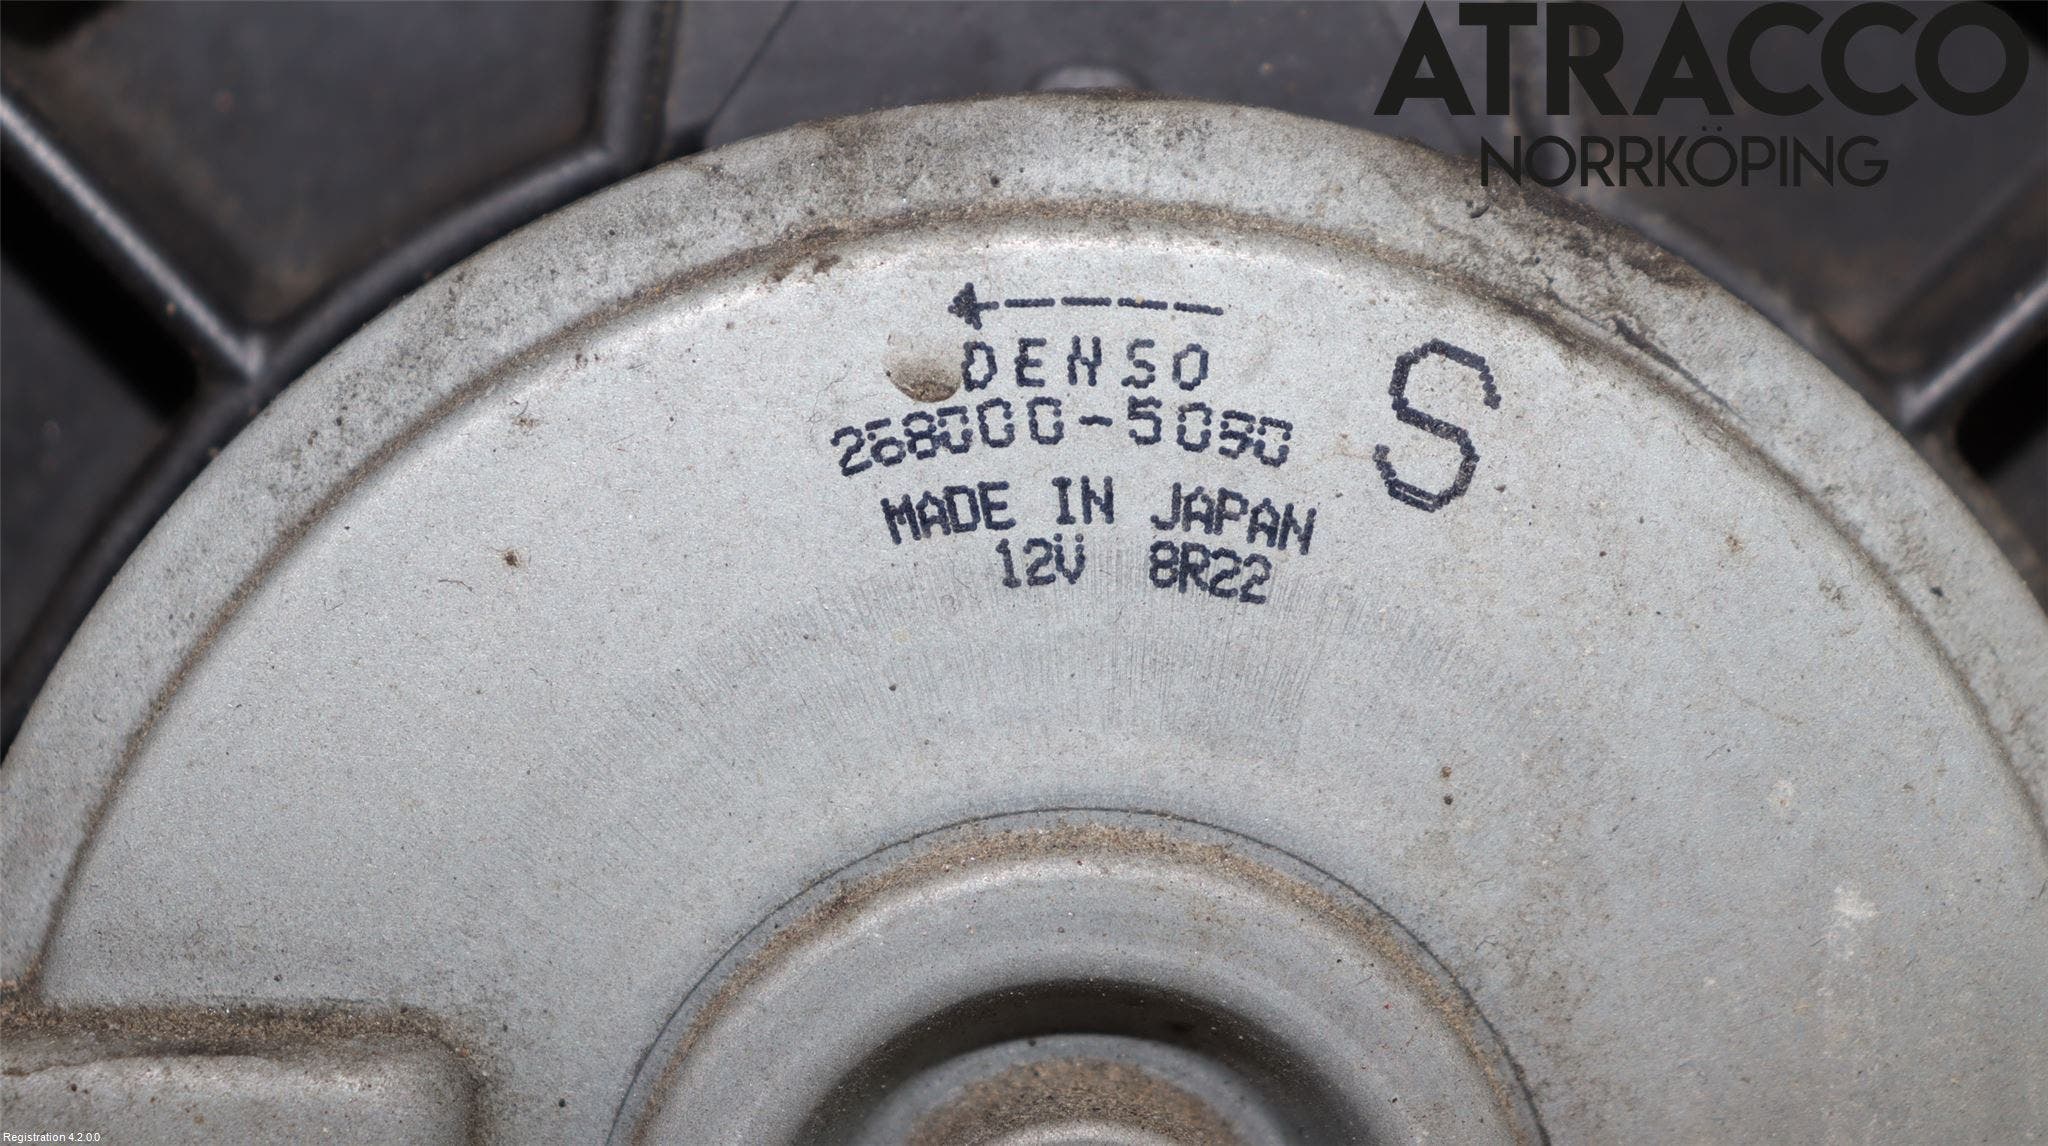 ATRACCO
NORRKÖPING
DENSO
S
268000-5090
MADE IN JAPAN
12V 8R22
Registration 4.2.0.0